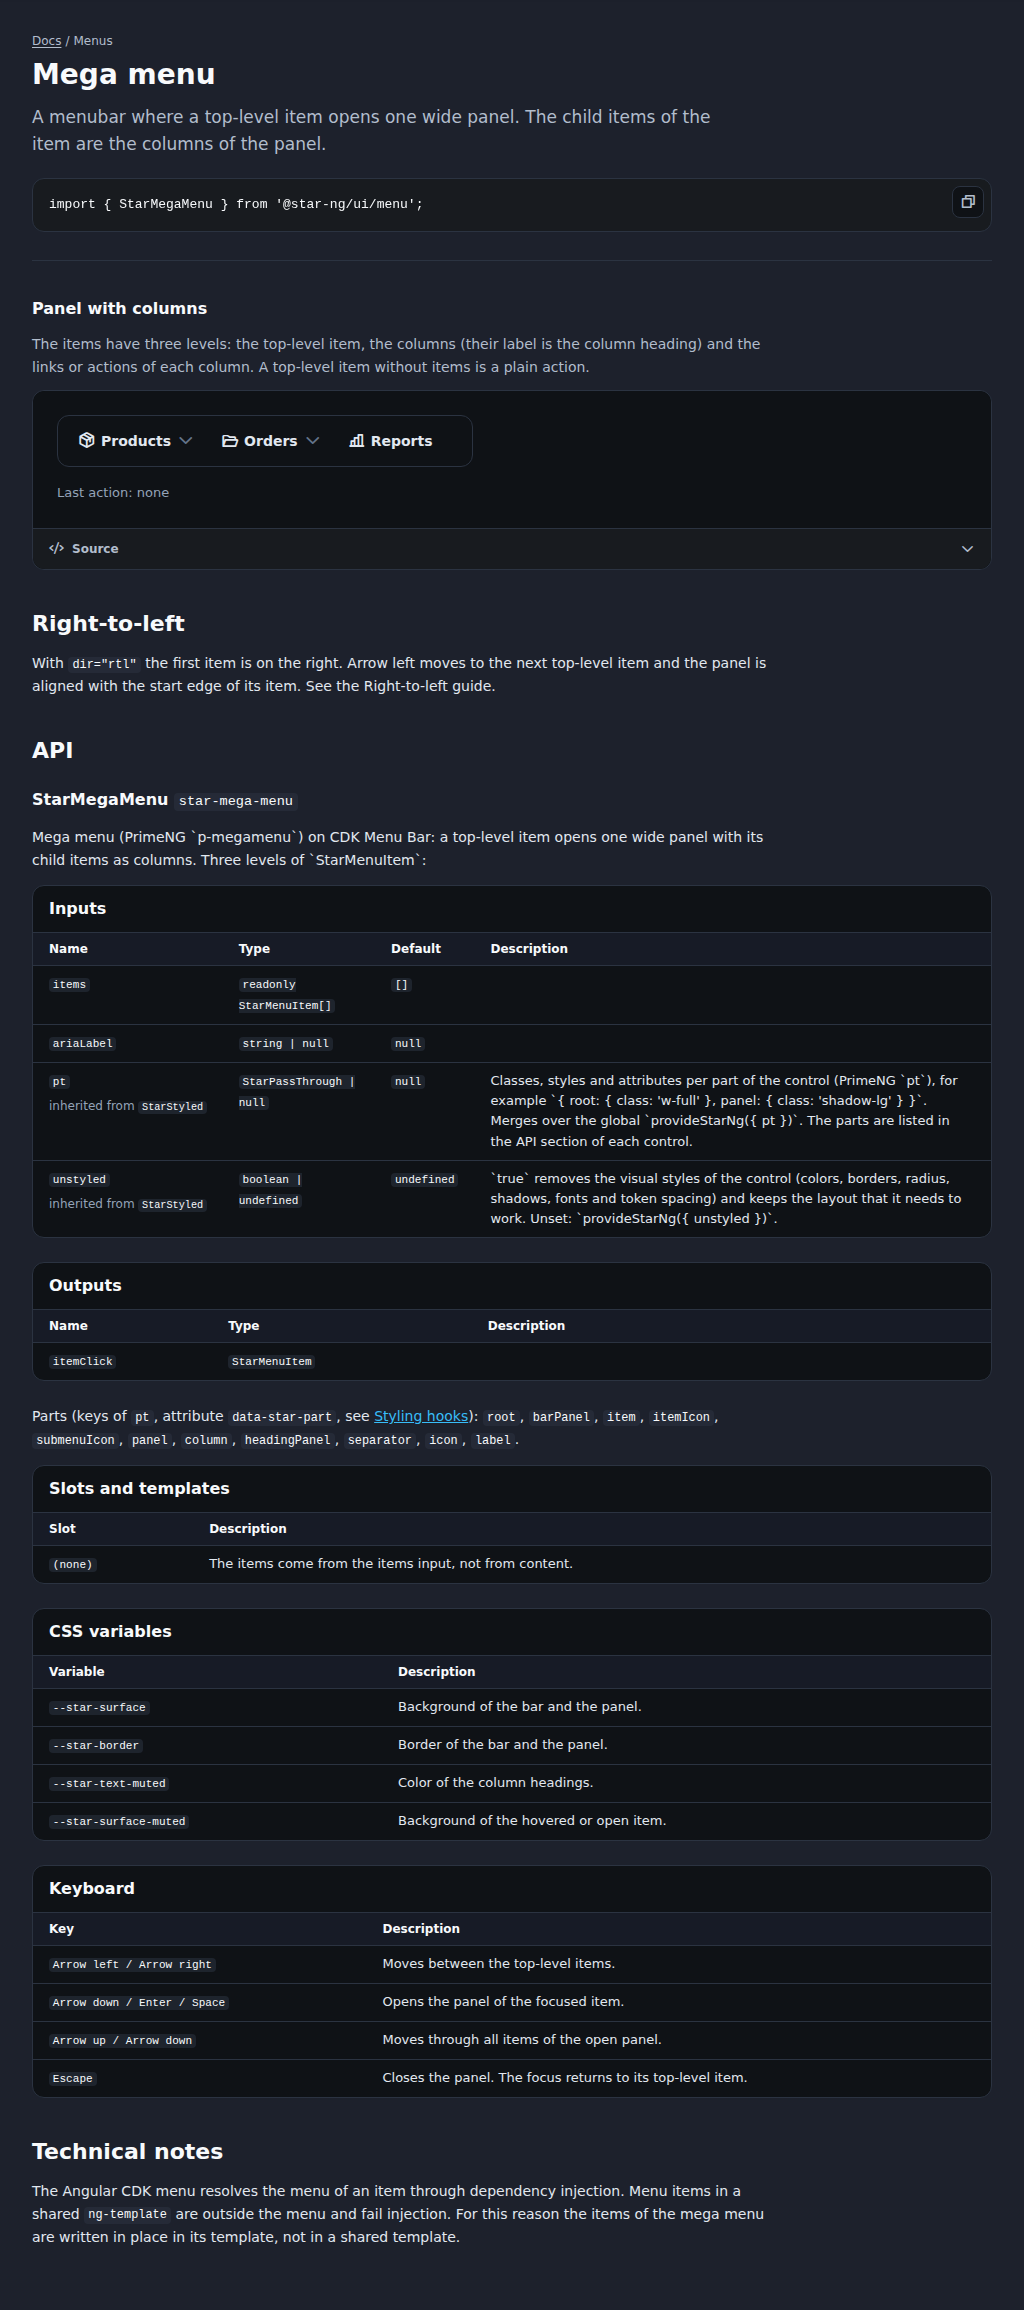 Docs / Menus
Mega menu
A menubar where a top-level item opens one wide panel. The child items of the
item are the columns of the panel.
import { StarMegaMenu } from '@star-ng/ui/menu';
Panel with columns
The items have three levels: the top-level item, the columns (their label is the column heading) and the
links or actions of each column. A top-level item without items is a plain action.
Products Orders Reports
Last action: none
Source
Right-to-left
With dir="rtl" the first item is on the right. Arrow left moves to the next top-level item and the panel is
aligned with the start edge of its item. See the Right-to-left guide.
API
StarMegaMenu star-mega-menu
Mega menu (PrimeNG `p-megamenu`) on CDK Menu Bar: a top-level item opens one wide panel with its
child items as columns. Three levels of `StarMenuItem`:
Inputs
Name Type Default Description
items readonly StarMenuItem[] []
ariaLabel string | null null
pt StarPassThrough | null null Classes, styles and attributes per part of the control (PrimeNG `pt`), for
inherited from StarStyled example `{ root: { class: 'w-full' }, panel: { class: 'shadow-lg' } }`.
Merges over the global `provideStarNg({ pt })`. The parts are listed in
the API section of each control.
unstyled boolean | undefined undefined `true` removes the visual styles of the control (colors, borders, radius,
inherited from StarStyled shadows, fonts and token spacing) and keeps the layout that it needs to
work. Unset: `provideStarNg({ unstyled })`.
Outputs
Name Type Description
itemClick StarMenuItem
Parts (keys of pt, attribute data-star-part, see Styling hooks): root, barPanel, item, itemIcon,
submenuIcon, panel, column, headingPanel, separator, icon, label.
Slots and templates
Slot Description
(none) The items come from the items input, not from content.
CSS variables
Variable Description
--star-surface Background of the bar and the panel.
--star-border Border of the bar and the panel.
--star-text-muted Color of the column headings.
--star-surface-muted Background of the hovered or open item.
Keyboard
Key Description
Arrow left / Arrow right Moves between the top-level items.
Arrow down / Enter / Space Opens the panel of the focused item.
Arrow up / Arrow down Moves through all items of the open panel.
Escape Closes the panel. The focus returns to its top-level item.
Technical notes
The Angular CDK menu resolves the menu of an item through dependency injection. Menu items in a
shared ng-template are outside the menu and fail injection. For this reason the items of the mega menu
are written in place in its template, not in a shared template.